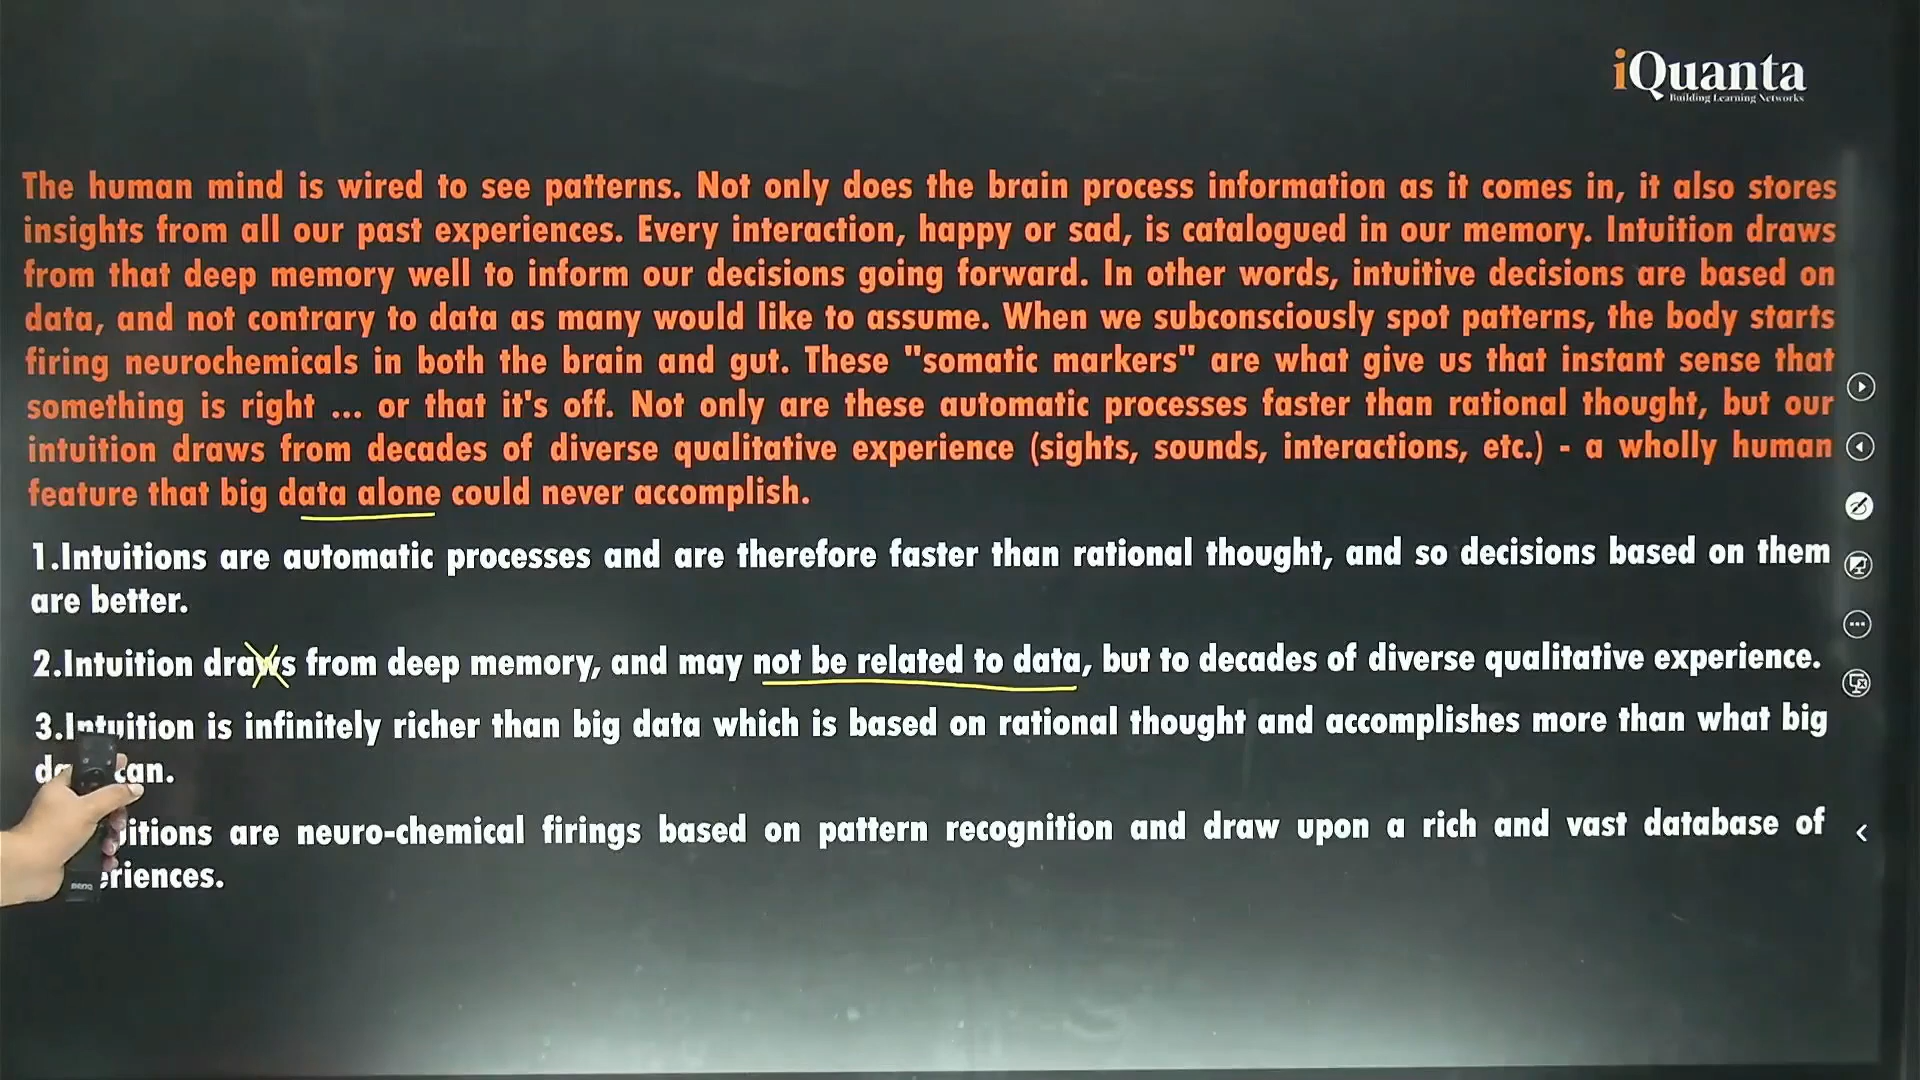 iQuanta
Building Learning Networks
The human mind is wired to see patterns. Not only does the brain process information as it comes in, it also stores
insights from all our past experiences. Every interaction, happy or sad, is catalogued in our memory. Intuition draws
from that deep memory well to inform our decisions going forward. In other words, intuitive decisions are based on
data, and not contrary to data as many would like to assume. When we subconsciously spot patterns, the body starts
firing neurochemicals in both the brain and gut. These "somatic markers" are what give us that instant sense that
something is right ... or that it's off. Not only are these automatic processes faster than rational thought, but our
intuition draws from decades of diverse qualitative experience (sights, sounds, interactions, etc.) - a wholly human
feature that big data alone could never accomplish.
1.Intuitions are automatic processes and are therefore faster than rational thought, and so decisions based on them
are better.
2.Intuition draws from deep memory, and may not be related to data, but to decades of diverse qualitative experience.
3.Intuition is infinitely richer than big data which is based on rational thought and accomplishes more than what big
can.
are neuro-chemical firings based on pattern recognition and draw upon a rich and vast database of
BenQ